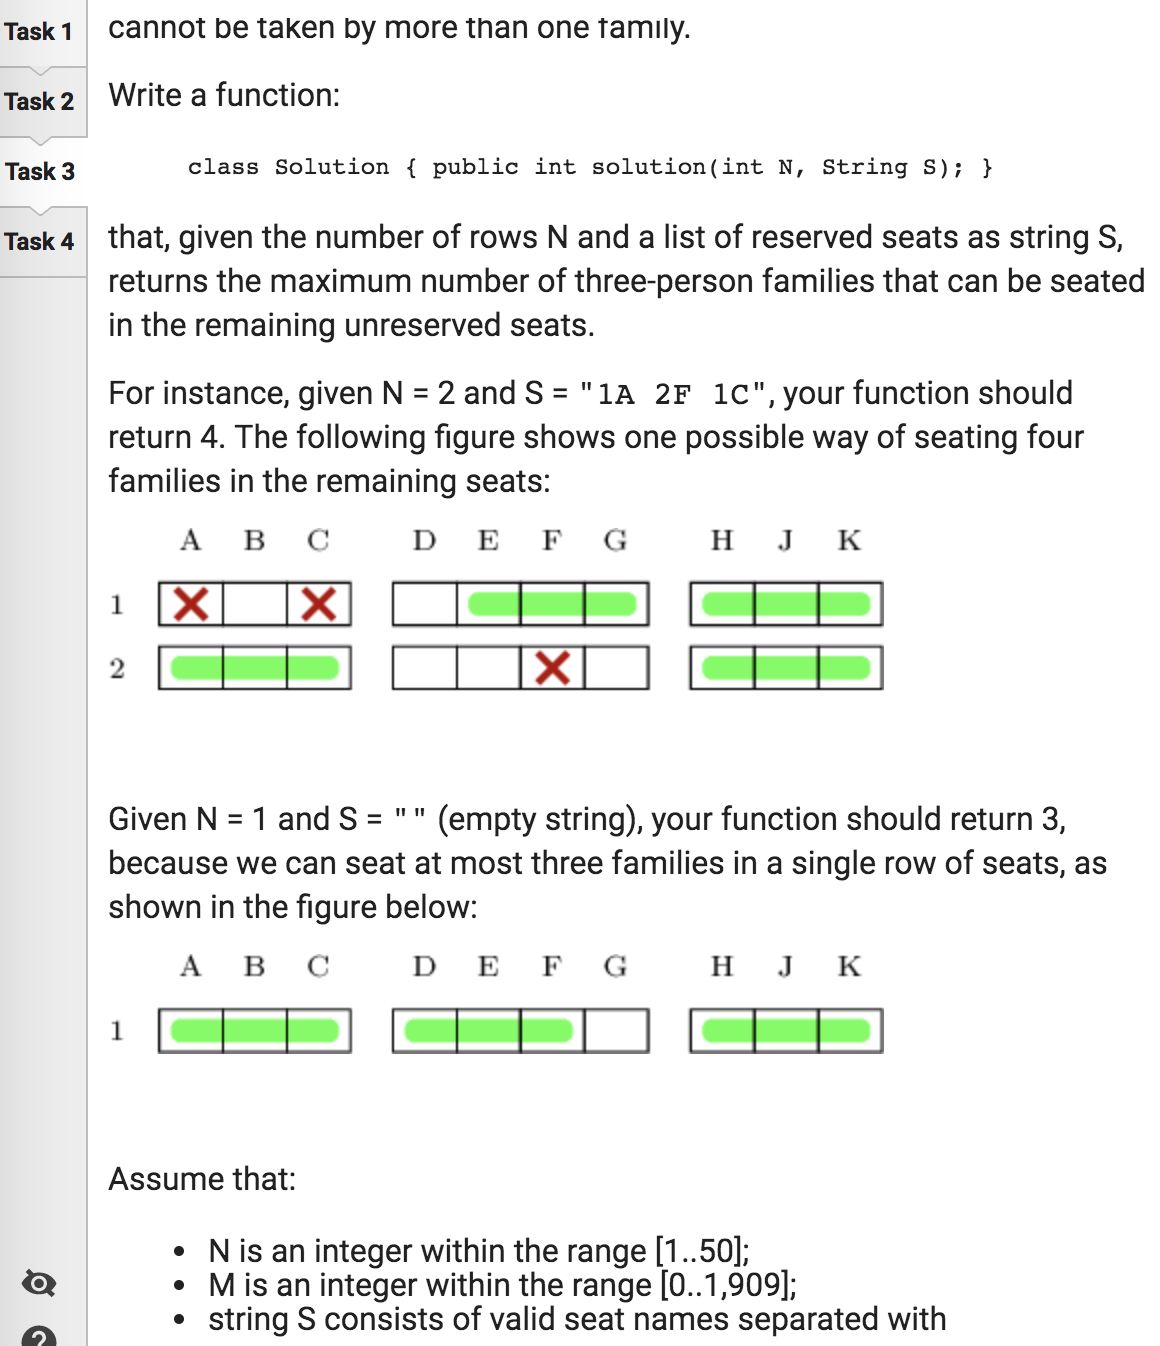 Task 1
Task 2
Task 3
Task 4
cannot be taken by more than one family.
Write a function:
class Solution { public int solution(int N, String S); }
that, given the number of rows N and a list of reserved seats as string S,
returns the maximum number of three-person families that can be seated
in the remaining unreserved seats.
For instance, given N = 2 and S = "1A 2F 1C", your function should
return 4. The following figure shows one possible way of seating four
families in the remaining seats:
A B C D E F G H J K
1
2
Given N = 1 and S = "" (empty string), your function should return 3,
because we can seat at most three families in a single row of seats, as
shown in the figure below:
A B C D E F G H J K
1
Assume that:
• N is an integer within the range [1..50];
• M is an integer within the range [0..1,909];
• string S consists of valid seat names separated with
?